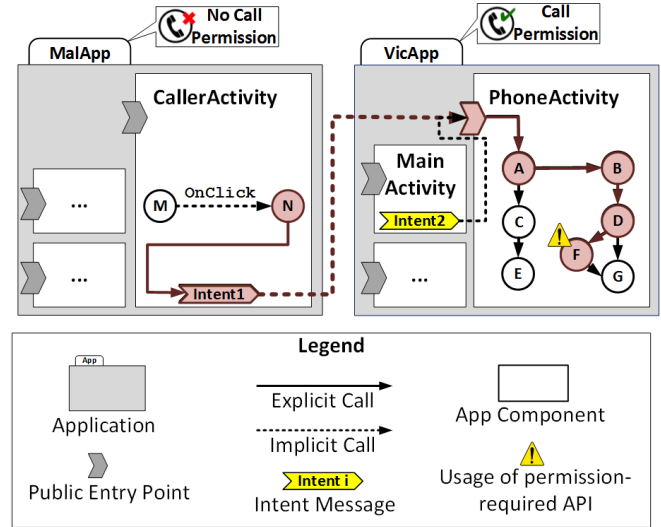 No Call
Permission
Call
Permission
MalApp
VicApp
CallerActivity
PhoneActivity
M
OnClick
N
Intent1
...
...
Main
Activity
Intent2
...
A
B
C
D
E
F
G
Legend
App
Application
Public Entry Point
Explicit Call
Implicit Call
Intent i
Intent Message
App Component
Usage of permission-
required API